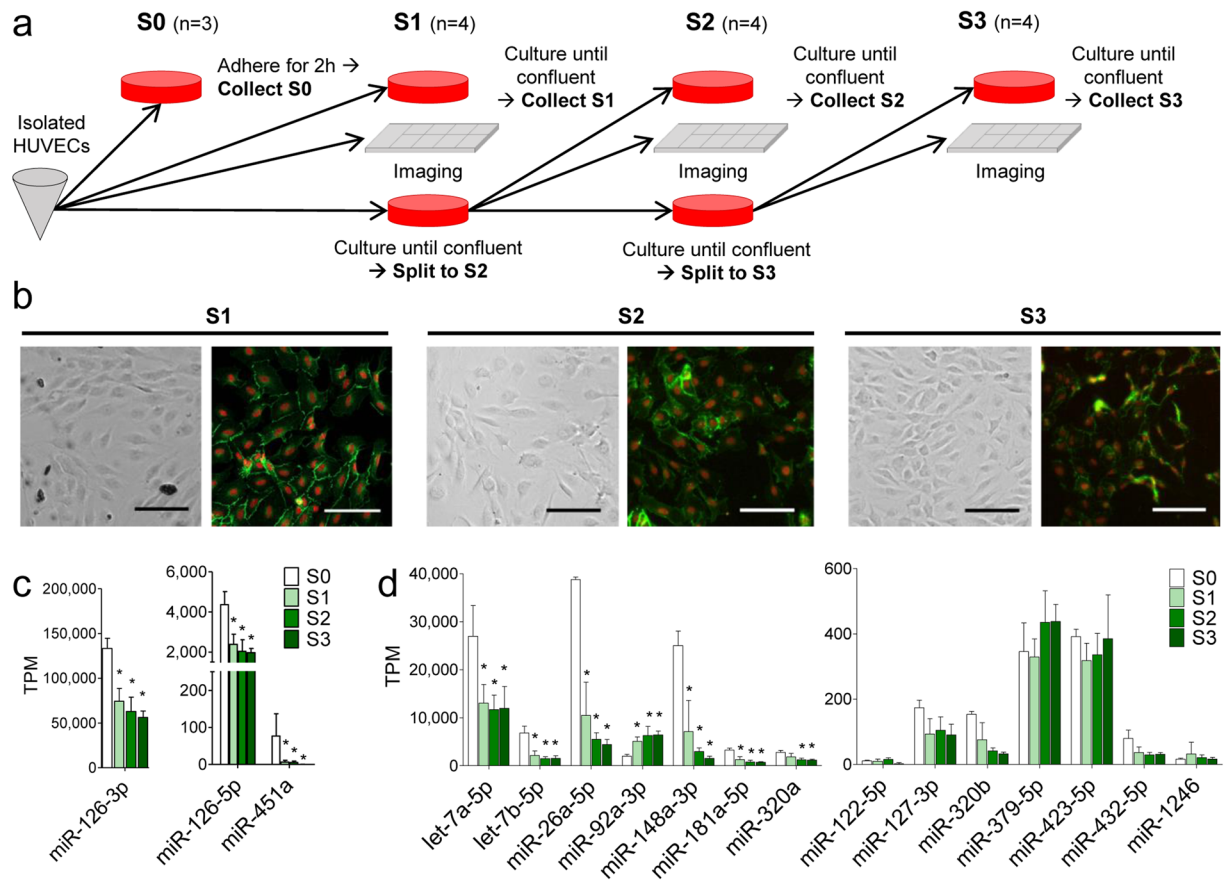 a
S0 (n=3)
S1 (n=4)
S2 (n=4)
S3 (n=4)
Isolated
HUVECs
Adhere for 2h →
Collect S0
Culture until
confluent
→ Collect S1
Culture until
confluent
→ Collect S2
Culture until
confluent
→ Collect S3
Imaging
Imaging
Imaging
Culture until confluent
→ Split to S2
Culture until confluent
→ Split to S3
b
S1
S2
S3
c
TPM
200,000
150,000
100,000
50,000
0
* * *
miR-126-3p
6,000
4,000
2,000
100
0
* * *
* * *
miR-126-5p
miR-451a
S0
S1
S2
S3
d
TPM
40,000
30,000
20,000
10,000
0
* * *
* * *
* * *
* * *
* * *
* * *
* *
let-7a-5p
let-7b-5p
miR-26a-5p
miR-92a-3p
miR-148a-3p
miR-181a-5p
miR-320a
600
400
200
0
miR-122-5p
miR-127-3p
miR-320b
miR-379-5p
miR-423-5p
miR-432-5p
miR-1246
S0
S1
S2
S3